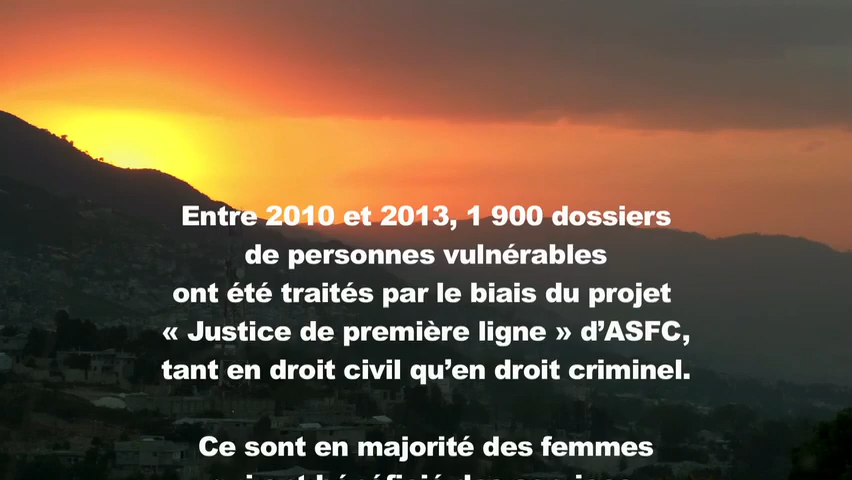 Entre 2010 et 2013, 1 900 dossiers
de personnes vulnérables
ont été traités par le biais du projet
« Justice de première ligne » d’ASFC,
tant en droit civil qu’en droit criminel.
Ce sont en majorité des femmes